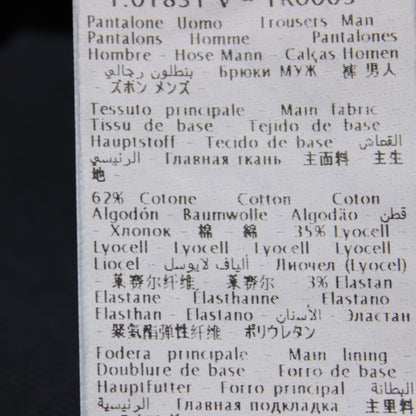 Pantalone Uomo - Trousers Man
Pantalons Homme - Pantalones
Hombre - Hose Mann - Calças Homen
- بنطلون رجالي - Брюки МУЖ - 裤 男人
- ズボン メンズ -
Tessuto principale - Main fabric
Tissu de base - Tejido de base -
Hauptstoff - Tecido de base - القماش
الرئيسي - Главная ткань - 主面料 - 主生
地 -
62% Cotone - Cotton - Coton
Algodón - Baumwolle - Algodão - قطن
- Хлопок - 棉 - 綿 - 35% Lyocell
Lyocell - Lyocell - Lyocell - Lyocell
Liocel - ألياف لايوسل - Лиочел (Lyocel)
- 莱赛尔纤维 - 莱赛尔 - 3% Elastan
Elastane - Elasthanne - Elastano
Elasthan - Elastano - الأستان - Эластан
- 聚氨酯弹性纤维 - ポリウレタン
Fodera principale - Main lining -
Doublure de base - Forro de base -
Hauptfutter - Forro principal - البطانة
الرئيسية - Главная подкладка - 主里料